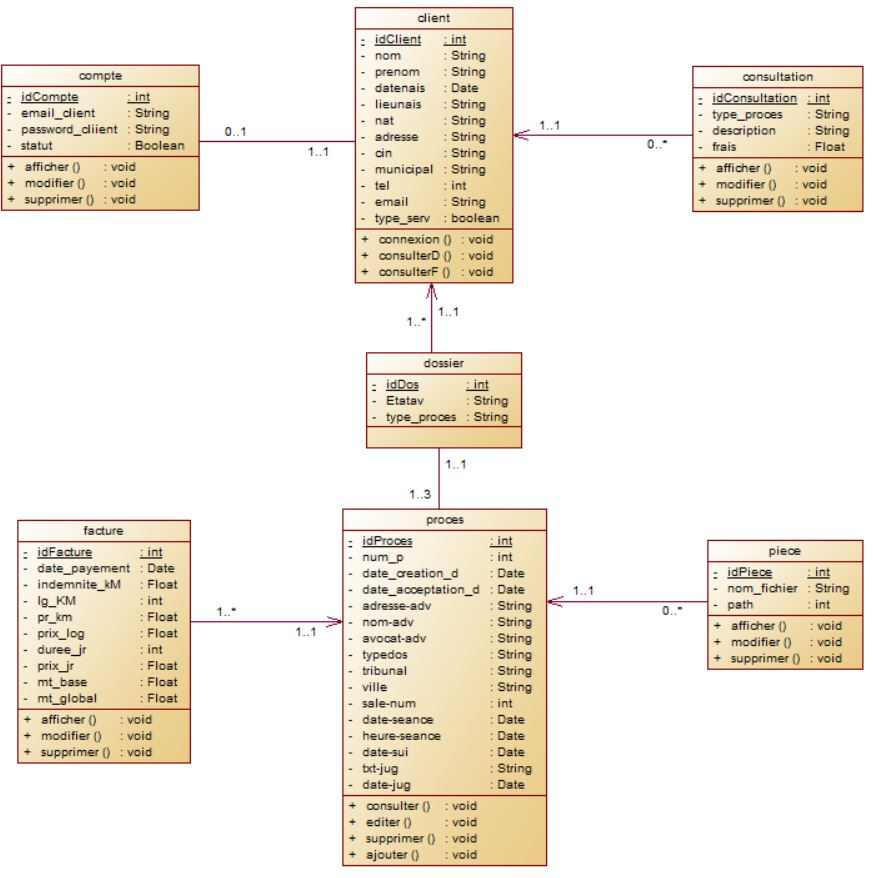 client
- idClient : int
- nom : String
- prenom : String
- datenais : Date
- lieunais : String
- nat : String
- adresse : String
- cin : String
- municipal : String
- tel : int
- email : String
- type_serv : boolean
+ connexion () : void
+ consulterD () : void
+ consulterF () : void
compte
- idCompte : int
- email_client : String
- password_cliient : String
- statut : Boolean
+ afficher () : void
+ modifier () : void
+ supprimer () : void
0..1
1..1
consultation
- idConsultation : int
- type_proces : String
- description : String
- frais : Float
+ afficher () : void
+ modifier () : void
+ supprimer () : void
1..1
0..*
1..1
1..*
dossier
- idDos : int
- Etatav : String
- type_proces : String
1..1
1..3
facture
- idFacture : int
- date_payement : Date
- indemnite_kM : Float
- lg_KM : int
- pr_km : Float
- prix_log : Float
- duree_jr : int
- prix_jr : Float
- mt_base : Float
- mt_global : Float
+ afficher () : void
+ modifier () : void
+ supprimer () : void
1..*
1..1
proces
- idProces : int
- num_p : int
- date_creation_d : Date
- date_acceptation_d : Date
- adresse-adv : String
- nom-adv : String
- avocat-adv : String
- typedos : String
- tribunal : String
- ville : String
- sale-num : int
- date-seance : Date
- heure-seance : Date
- date-sui : Date
- txt-jug : String
- date-jug : Date
+ consulter () : void
+ editer () : void
+ supprimer () : void
+ ajouter () : void
1..1
0..*
piece
- idPiece : int
- nom_fichier : String
- path : int
+ afficher () : void
+ modifier () : void
+ supprimer () : void